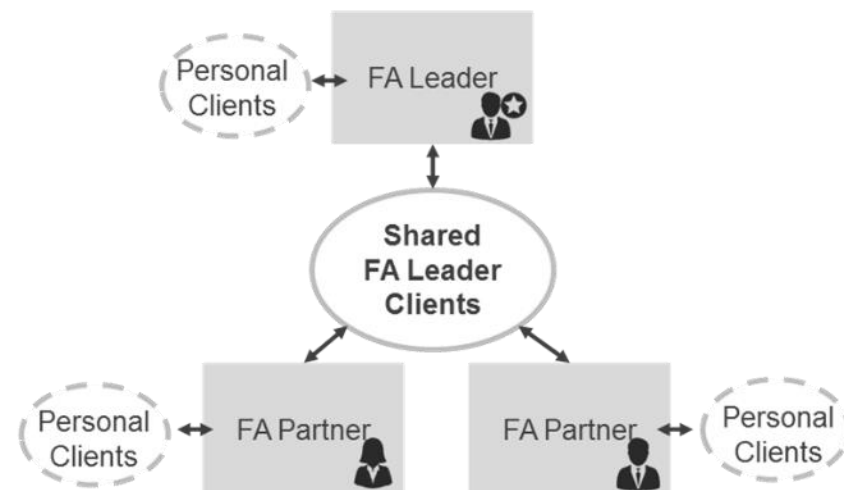 Personal
Clients
FA Leader
Shared
FA Leader
Clients
Personal
Clients
FA Partner
FA Partner
Personal
Clients